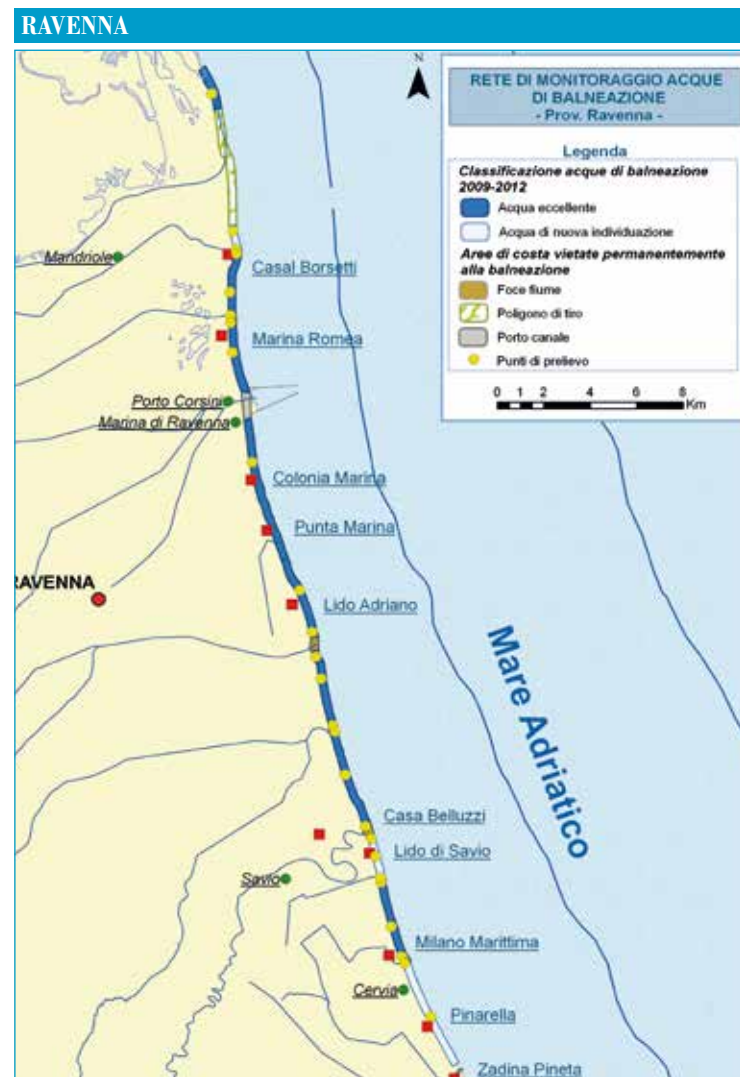 RAVENNA
N
RETE DI MONITORAGGIO ACQUE
DI BALNEAZIONE
- Prov. Ravenna -
Legenda
Classificazione acque di balneazione
2009-2012
Acqua eccellente
Acqua di nuova individuazione
Aree di costa vietate permanentemente
alla balneazione
Foce fiume
Poligono di tiro
Porto canale
Punti di prelievo
0 1 2 4 6 8
Km
Mandriole
Casal Borsetti
Marina Romea
Porto Corsini
Marina di Ravenna
Colonia Marina
Punta Marina
RAVENNA
Lido Adriano
Mare Adriatico
Casa Belluzzi
Lido di Savio
Savio
Milano Marittima
Cervia
Pinarella
Zadina Pineta